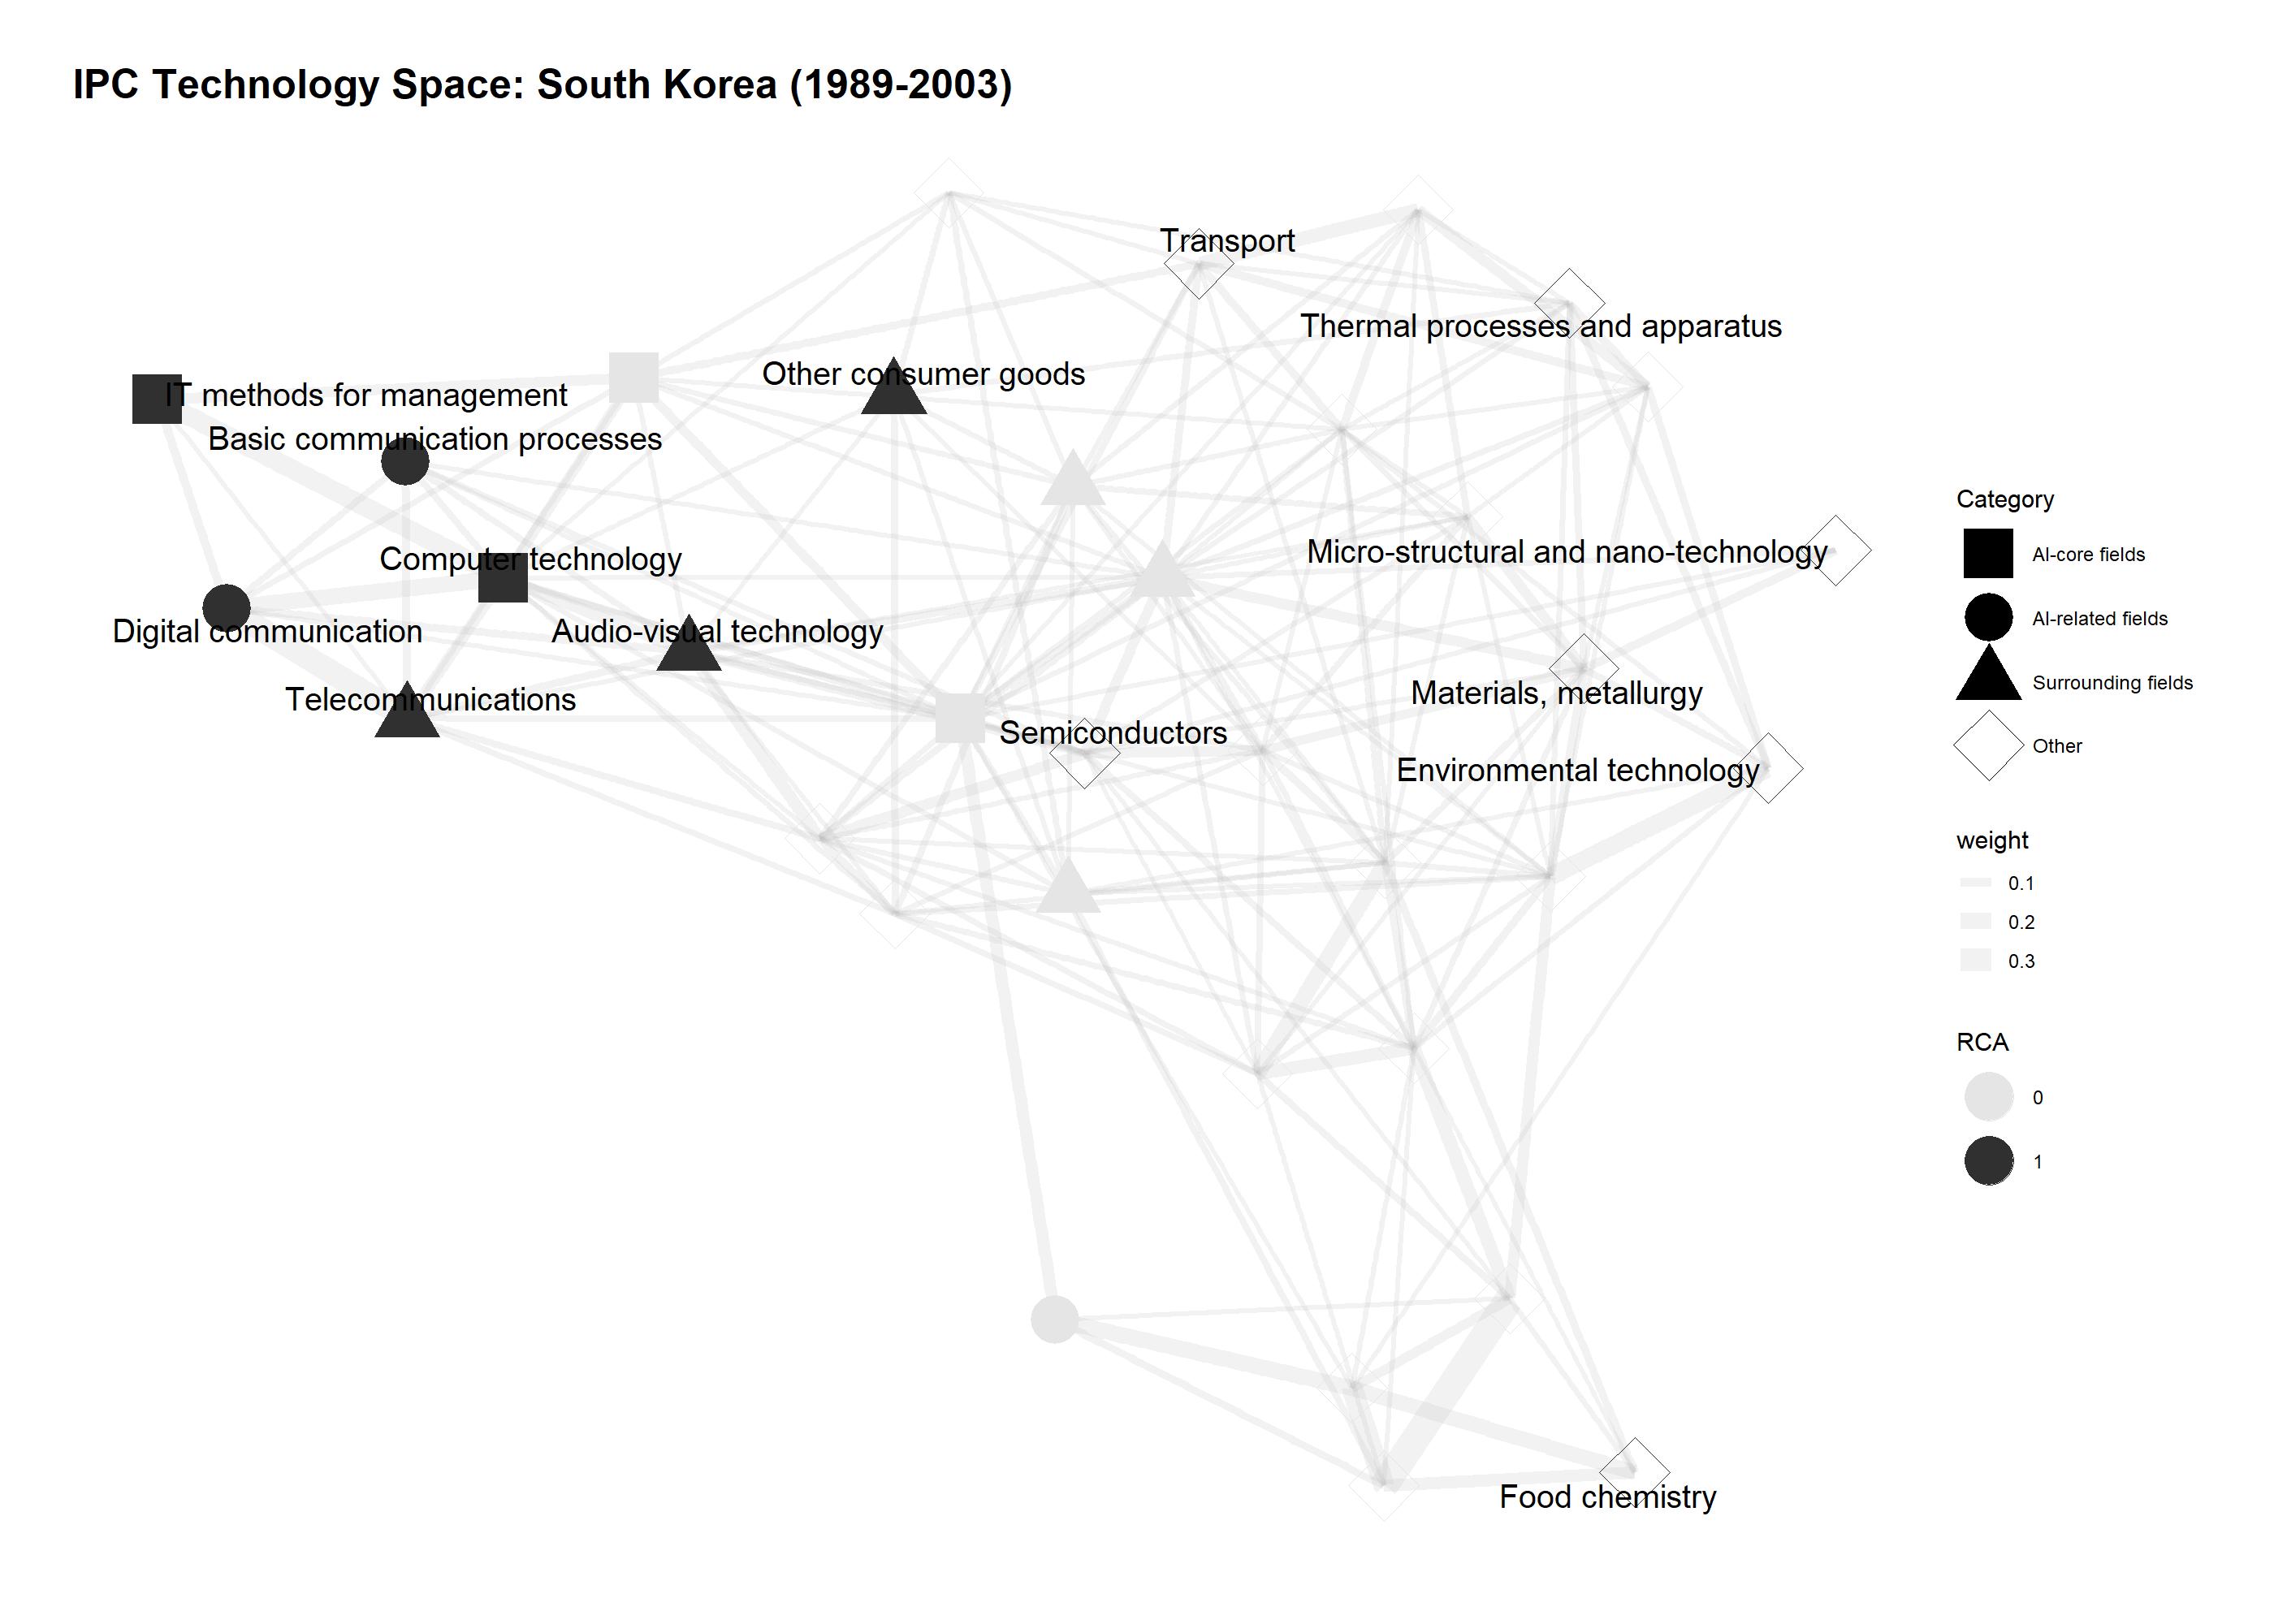 IPC Technology Space: South Korea (1989-2003)
Transport
Thermal processes and apparatus
Other consumer goods
IT methods for management
Basic communication processes
Computer technology
Micro-structural and nano-technology
Digital communication
Audio-visual technology
Telecommunications
Materials, metallurgy
Semiconductors
Environmental technology
Food chemistry
Category
AI-core fields
AI-related fields
Surrounding fields
Other
weight
0.1
0.2
0.3
RCA
0
1